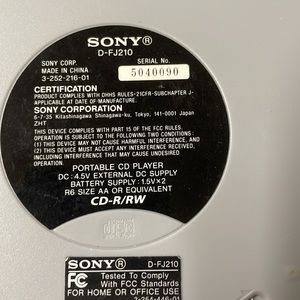 SONY®
D-FJ210
SONY CORP.
MADE IN CHINA
3-252-216-01
SERIAL No.
5040090
CERTIFICATION
COMPLIES WITH DHHS RULES-21CFR-SUBCHAPTER J-
APPLICABLE AT DATE OF MANUFACTURE.
SONY CORPORATION
6-7-35 Kitashinagawa Shinagawa-ku, Tokyo, 141-0001 Japan
ZHT
THIS DEVICE COMPLIES WITH PART 15 OF THE FCC RULES.
OPERATION IS SUBJECT TO THE FOLLOWING TWO CONDITIONS :
(1) THIS DEVICE MAY NOT CAUSE HARMFUL INTERFERENCE, AND
(2) THIS DEVICE MUST ACCEPT ANY INTERFERENCE RECEIVED,
INCLUDING INTERFERENCE THAT MAY CAUSE UNDESIRED
OPERATION.
PORTABLE CD PLAYER
DC : 4.5V EXTERNAL DC SUPPLY
BATTERY SUPPLY : 1.5V×2
R6 SIZE AA OR EQUIVALENT
CD-R/RW
SONY® D-FJ210
FC Tested To Comply
With FCC Standards
FOR HOME OR OFFICE USE
3-254-446-01